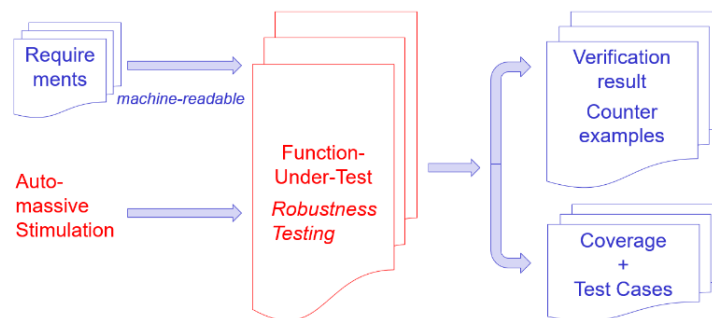 Require
ments
machine-readable
Auto-
massive
Stimulation
Function-
Under-Test
Robustness
Testing
Verification
result
Counter
examples
Coverage
+
Test Cases